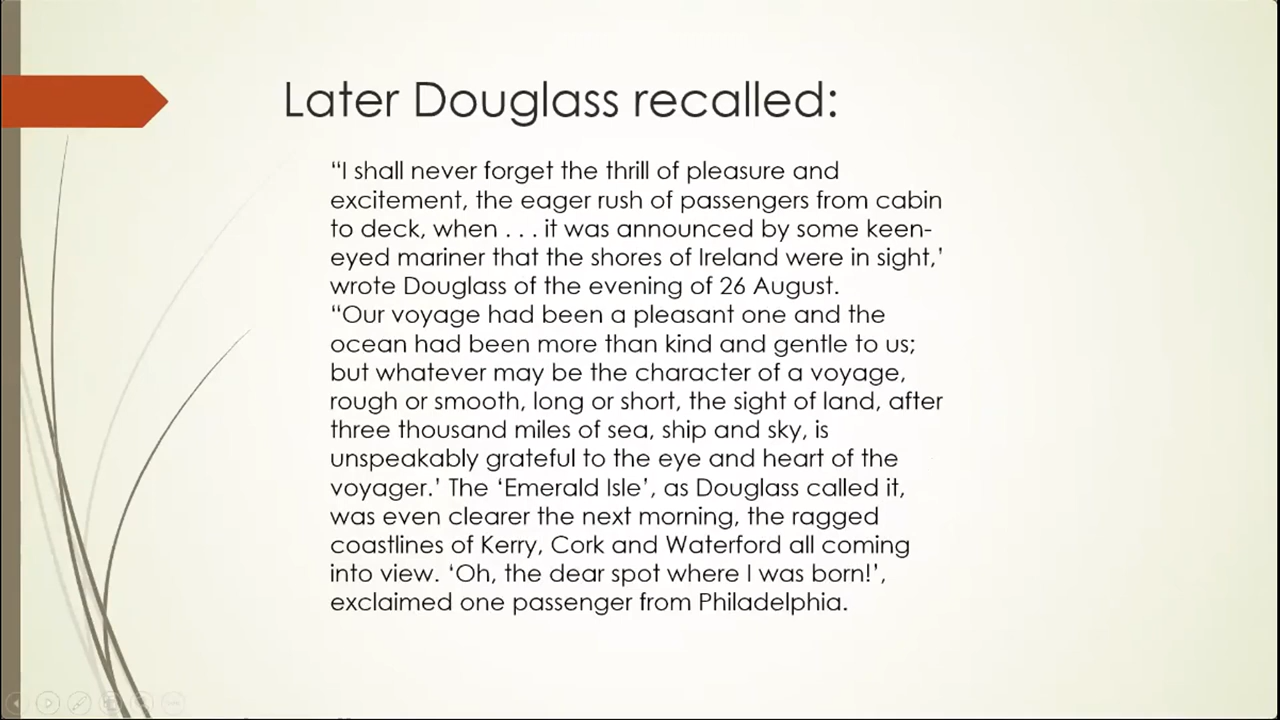 Later Douglass recalled:
“I shall never forget the thrill of pleasure and
excitement, the eager rush of passengers from cabin
to deck, when . . . it was announced by some keen-
eyed mariner that the shores of Ireland were in sight,’
wrote Douglass of the evening of 26 August.
“Our voyage had been a pleasant one and the
ocean had been more than kind and gentle to us;
but whatever may be the character of a voyage,
rough or smooth, long or short, the sight of land, after
three thousand miles of sea, ship and sky, is
unspeakably grateful to the eye and heart of the
voyager.’ The ‘Emerald Isle’, as Douglass called it,
was even clearer the next morning, the ragged
coastlines of Kerry, Cork and Waterford all coming
into view. ‘Oh, the dear spot where I was born!’,
exclaimed one passenger from Philadelphia.